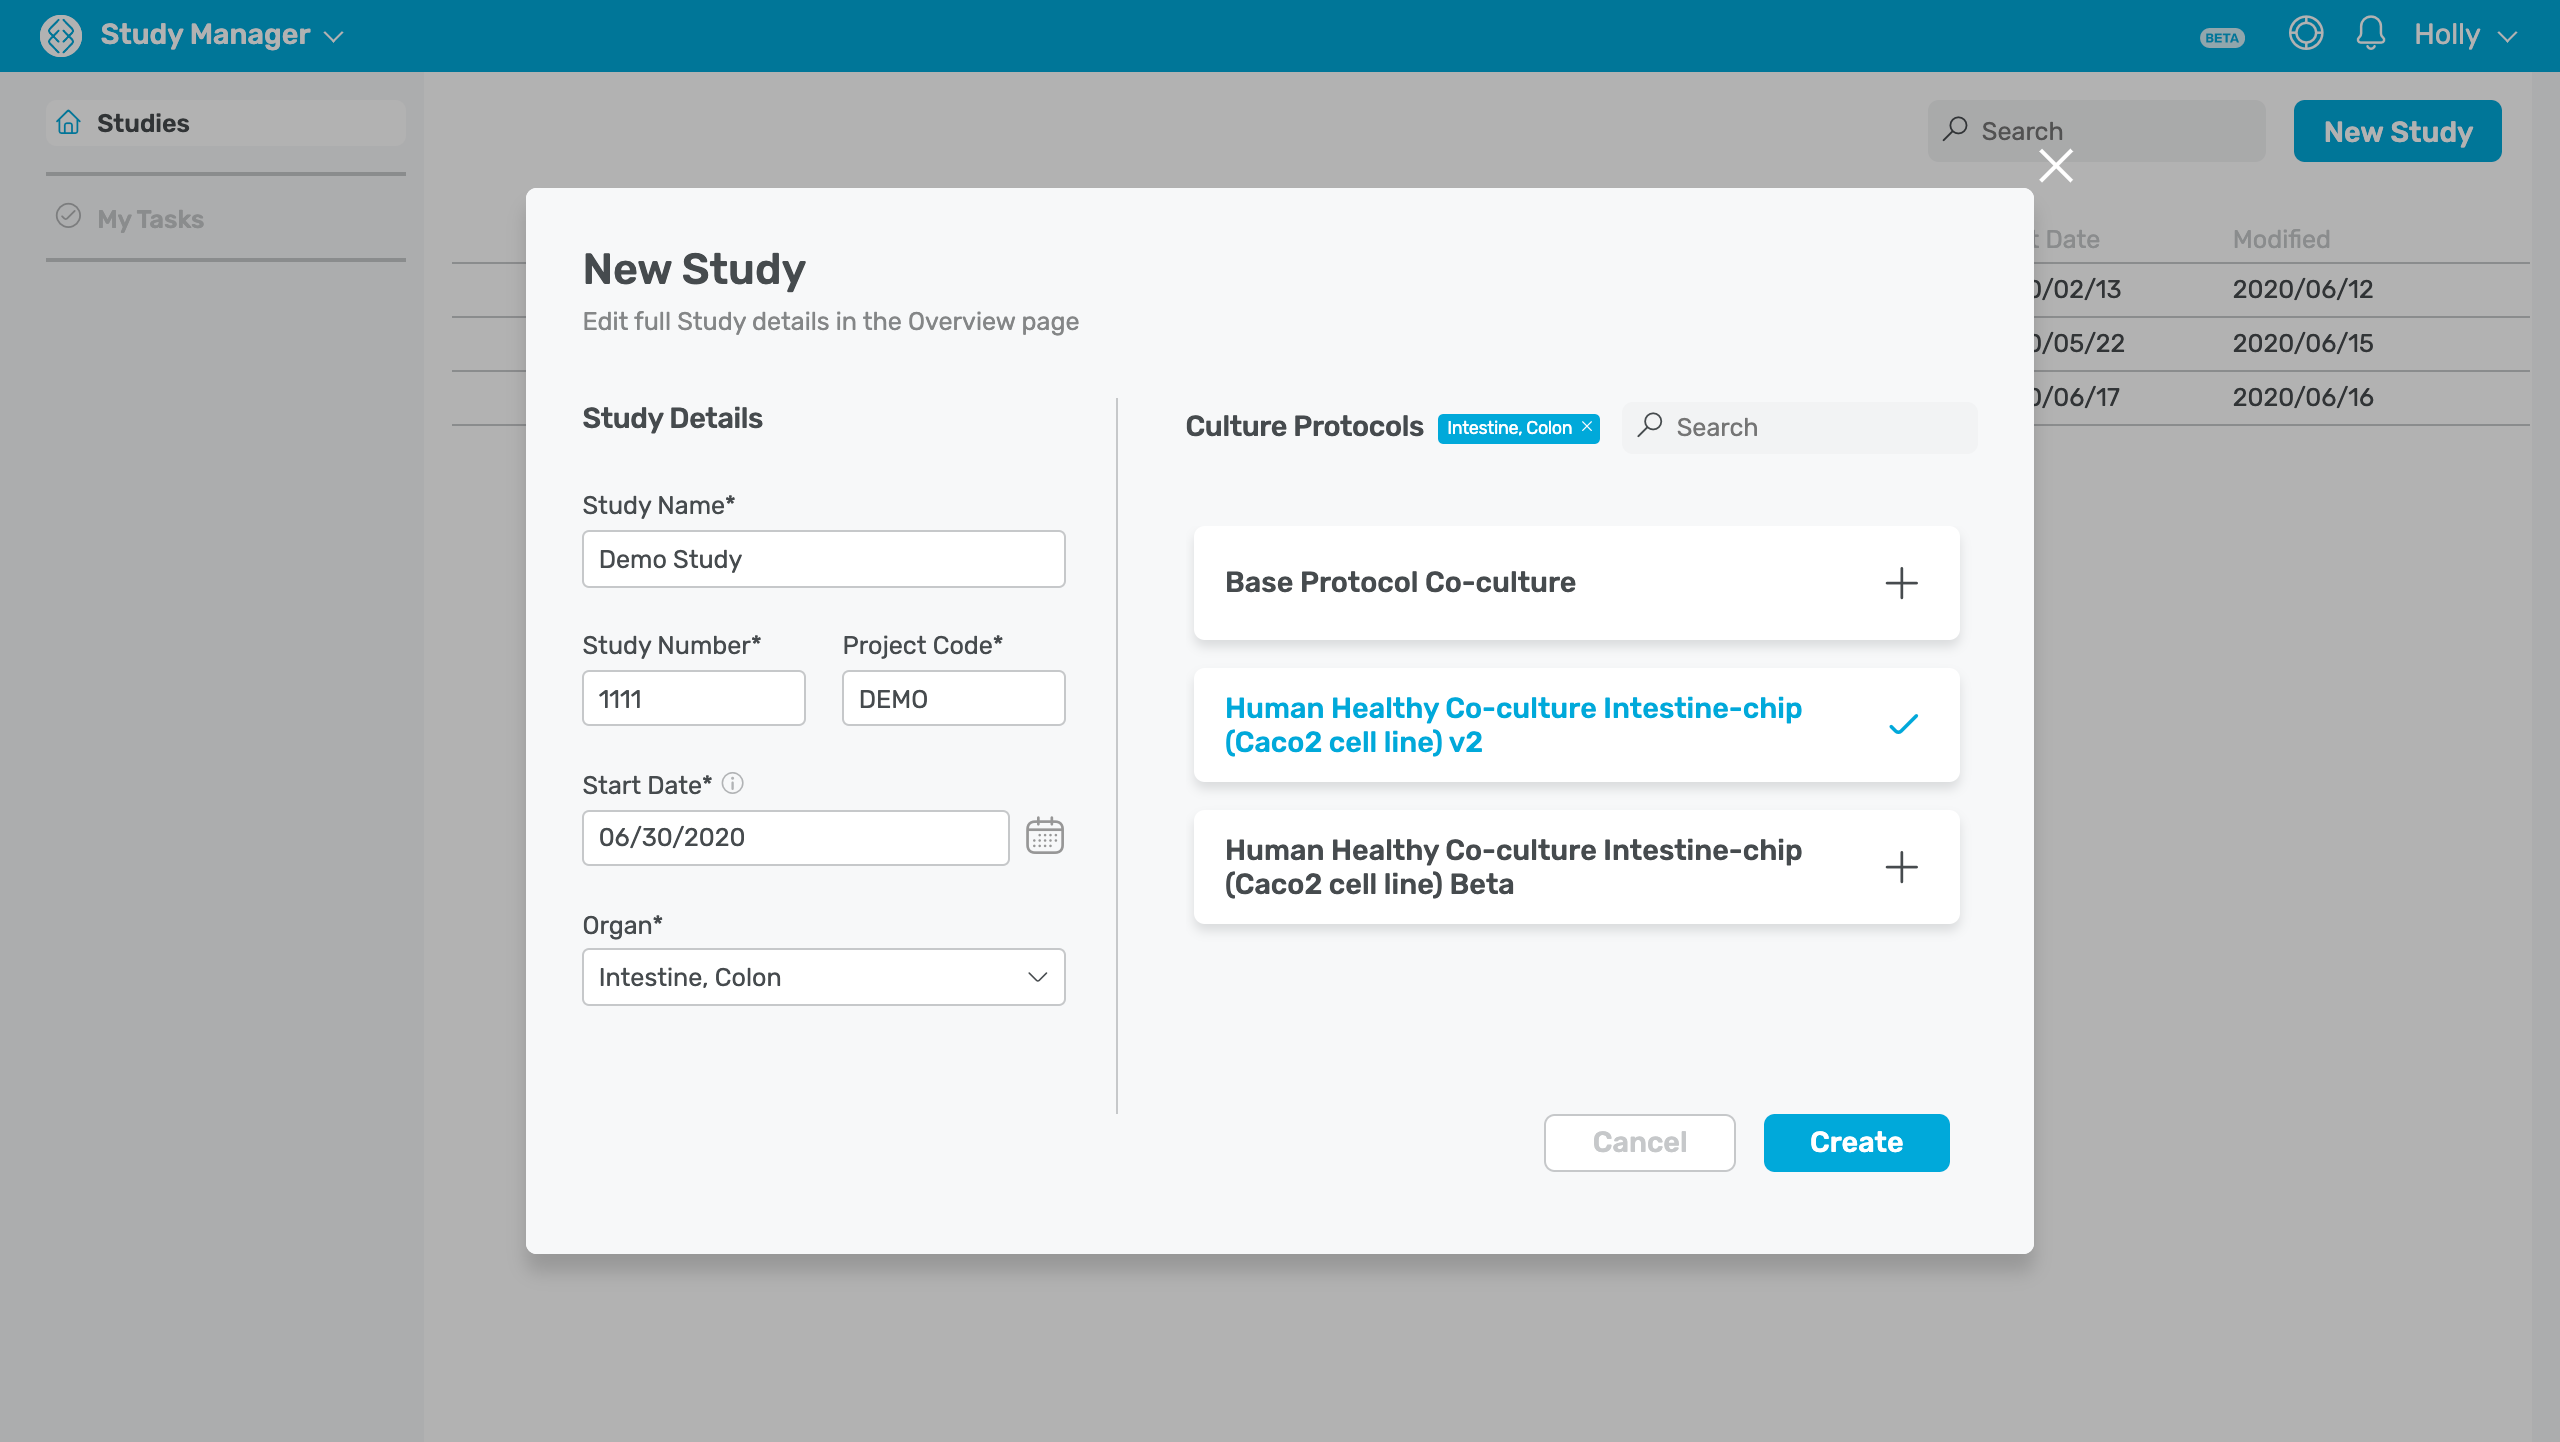 Study Manager
BETA
Holly
Studies
My Tasks
Search
New Study
t Date
Modified
0/02/13
2020/06/12
0/05/22
2020/06/15
0/06/17
2020/06/16
New Study
Edit full Study details in the Overview page
Study Details
Study Name*
Demo Study
Study Number*
Project Code*
1111
DEMO
Start Date*
06/30/2020
Organ*
Intestine, Colon
Culture Protocols
Intestine, Colon
Search
Base Protocol Co-culture
Human Healthy Co-culture Intestine-chip
(Caco2 cell line) v2
Human Healthy Co-culture Intestine-chip
(Caco2 cell line) Beta
Cancel
Create